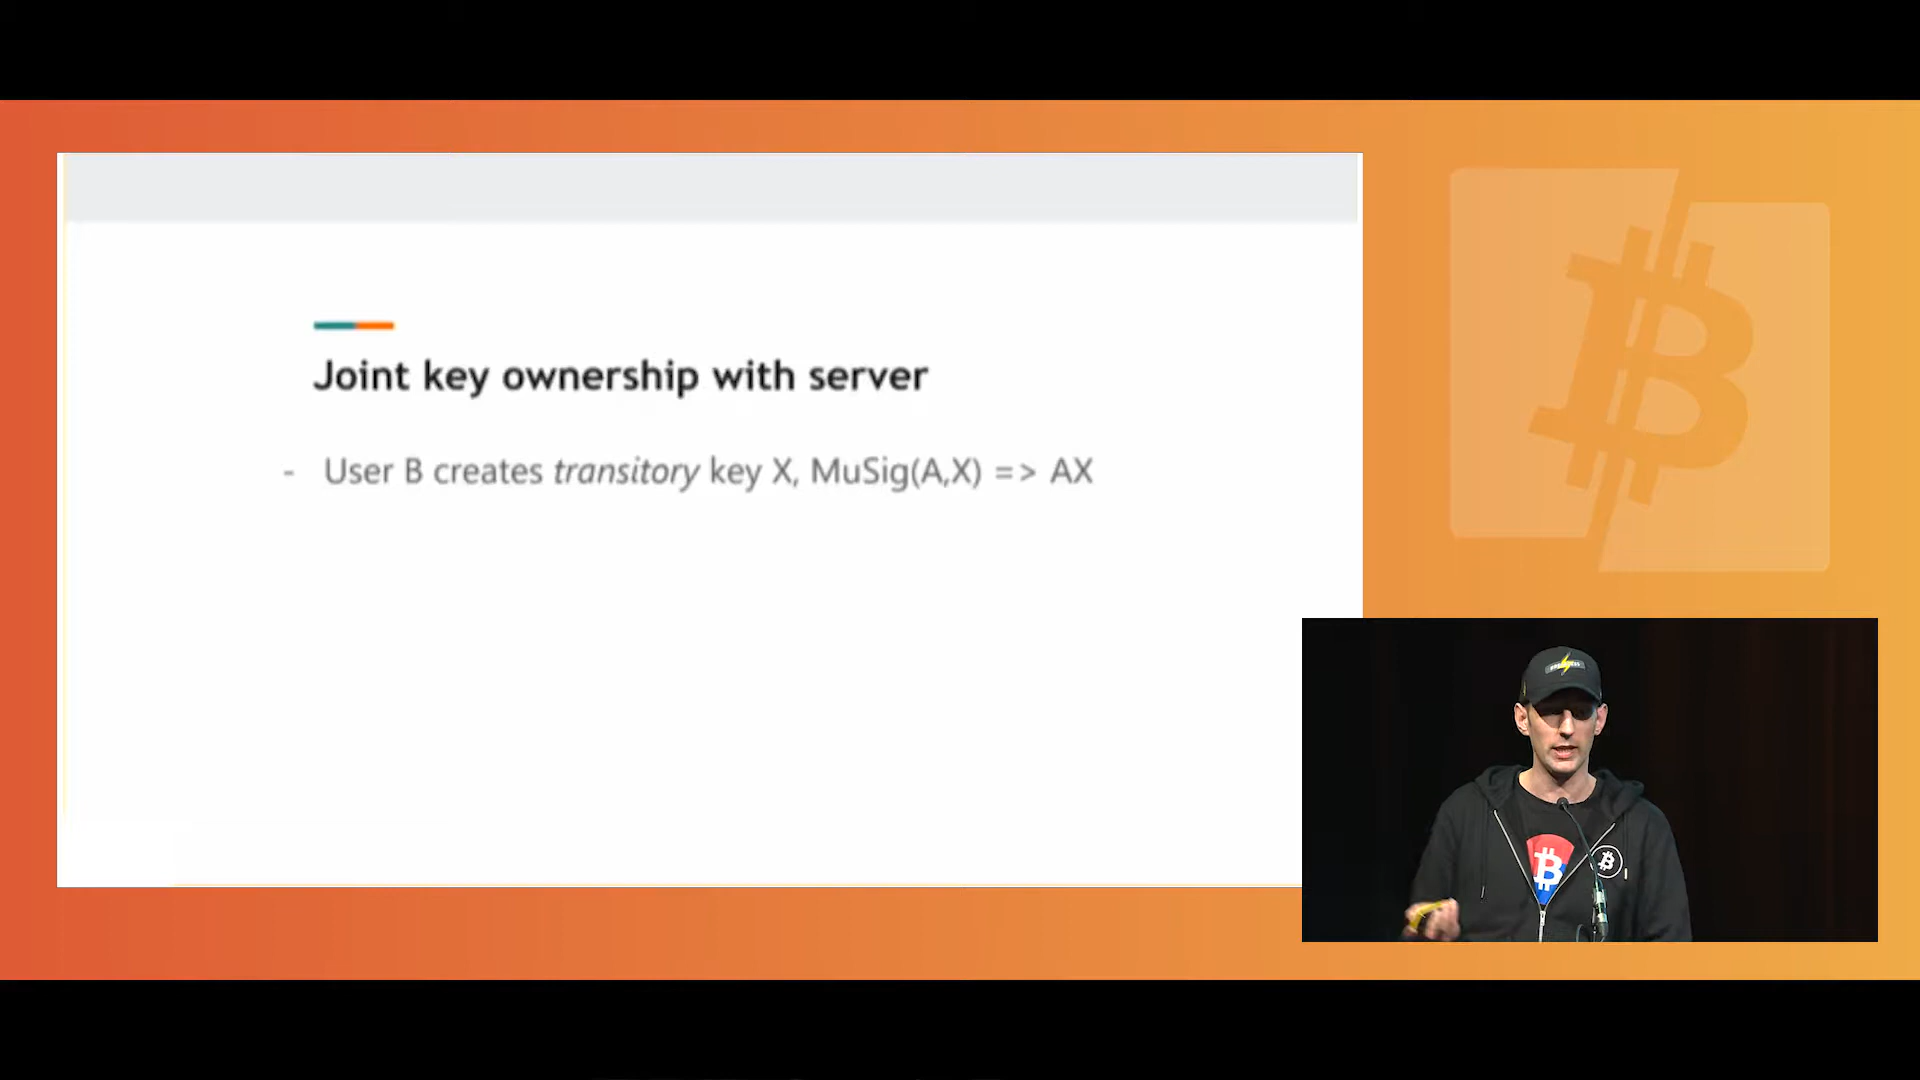 Joint key ownership with server
- User B creates transitory key X, MuSig(A,X) => AX